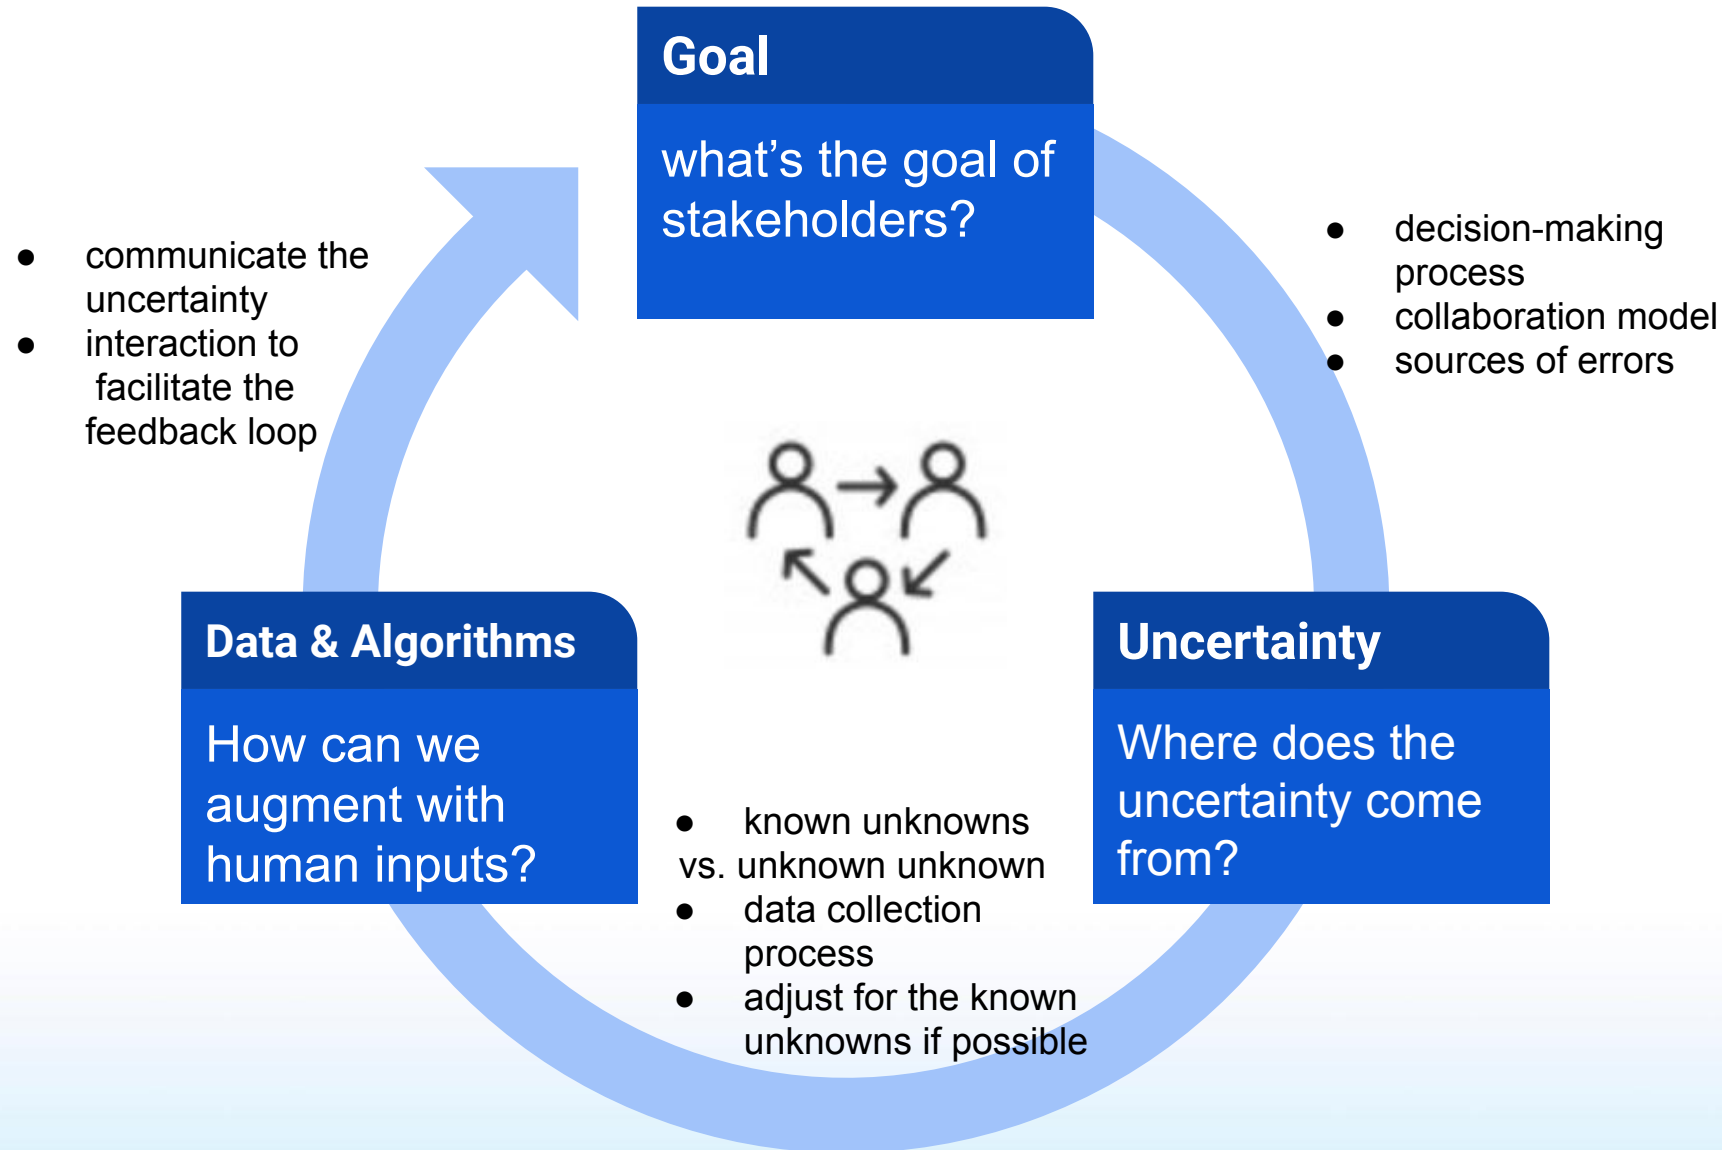 Goal
what's the goal of
stakeholders?
● decision-making
process
● collaboration model
● sources of errors
Uncertainty
Where does the
uncertainty come
from?
● known unknowns
vs. unknown unknown
● data collection
process
● adjust for the known
unknowns if possible
Data & Algorithms
How can we
augment with
human inputs?
● communicate the
uncertainty
● interaction to
facilitate the
feedback loop